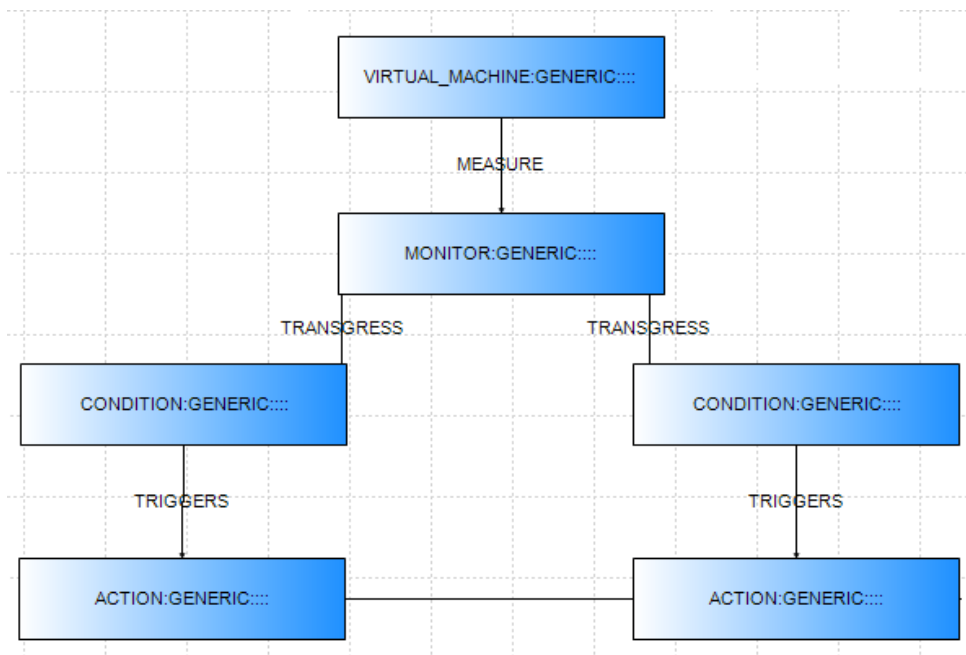 VIRTUAL_MACHINE:GENERIC::::
MEASURE
MONITOR:GENERIC::::
TRANSGRESS
TRANSGRESS
CONDITION:GENERIC::::
CONDITION:GENERIC::::
TRIGGERS
TRIGGERS
ACTION:GENERIC::::
ACTION:GENERIC::::